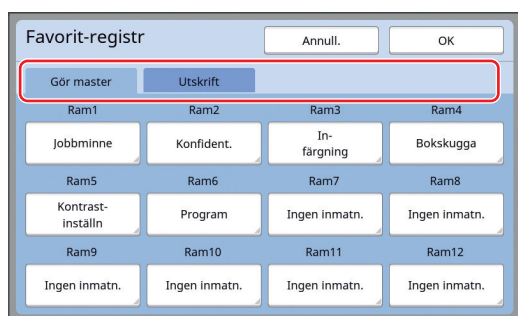 Favorit-registr
Annull.
OK
Gör master
Utskrift
Ram1
Ram2
Ram3
Ram4
Jobbminne
Konfident.
In-
färgning
Bokskugga
Ram5
Ram6
Ram7
Ram8
Kontrast-
inställn
Program
Ingen inmatn.
Ingen inmatn.
Ram9
Ram10
Ram11
Ram12
Ingen inmatn.
Ingen inmatn.
Ingen inmatn.
Ingen inmatn.